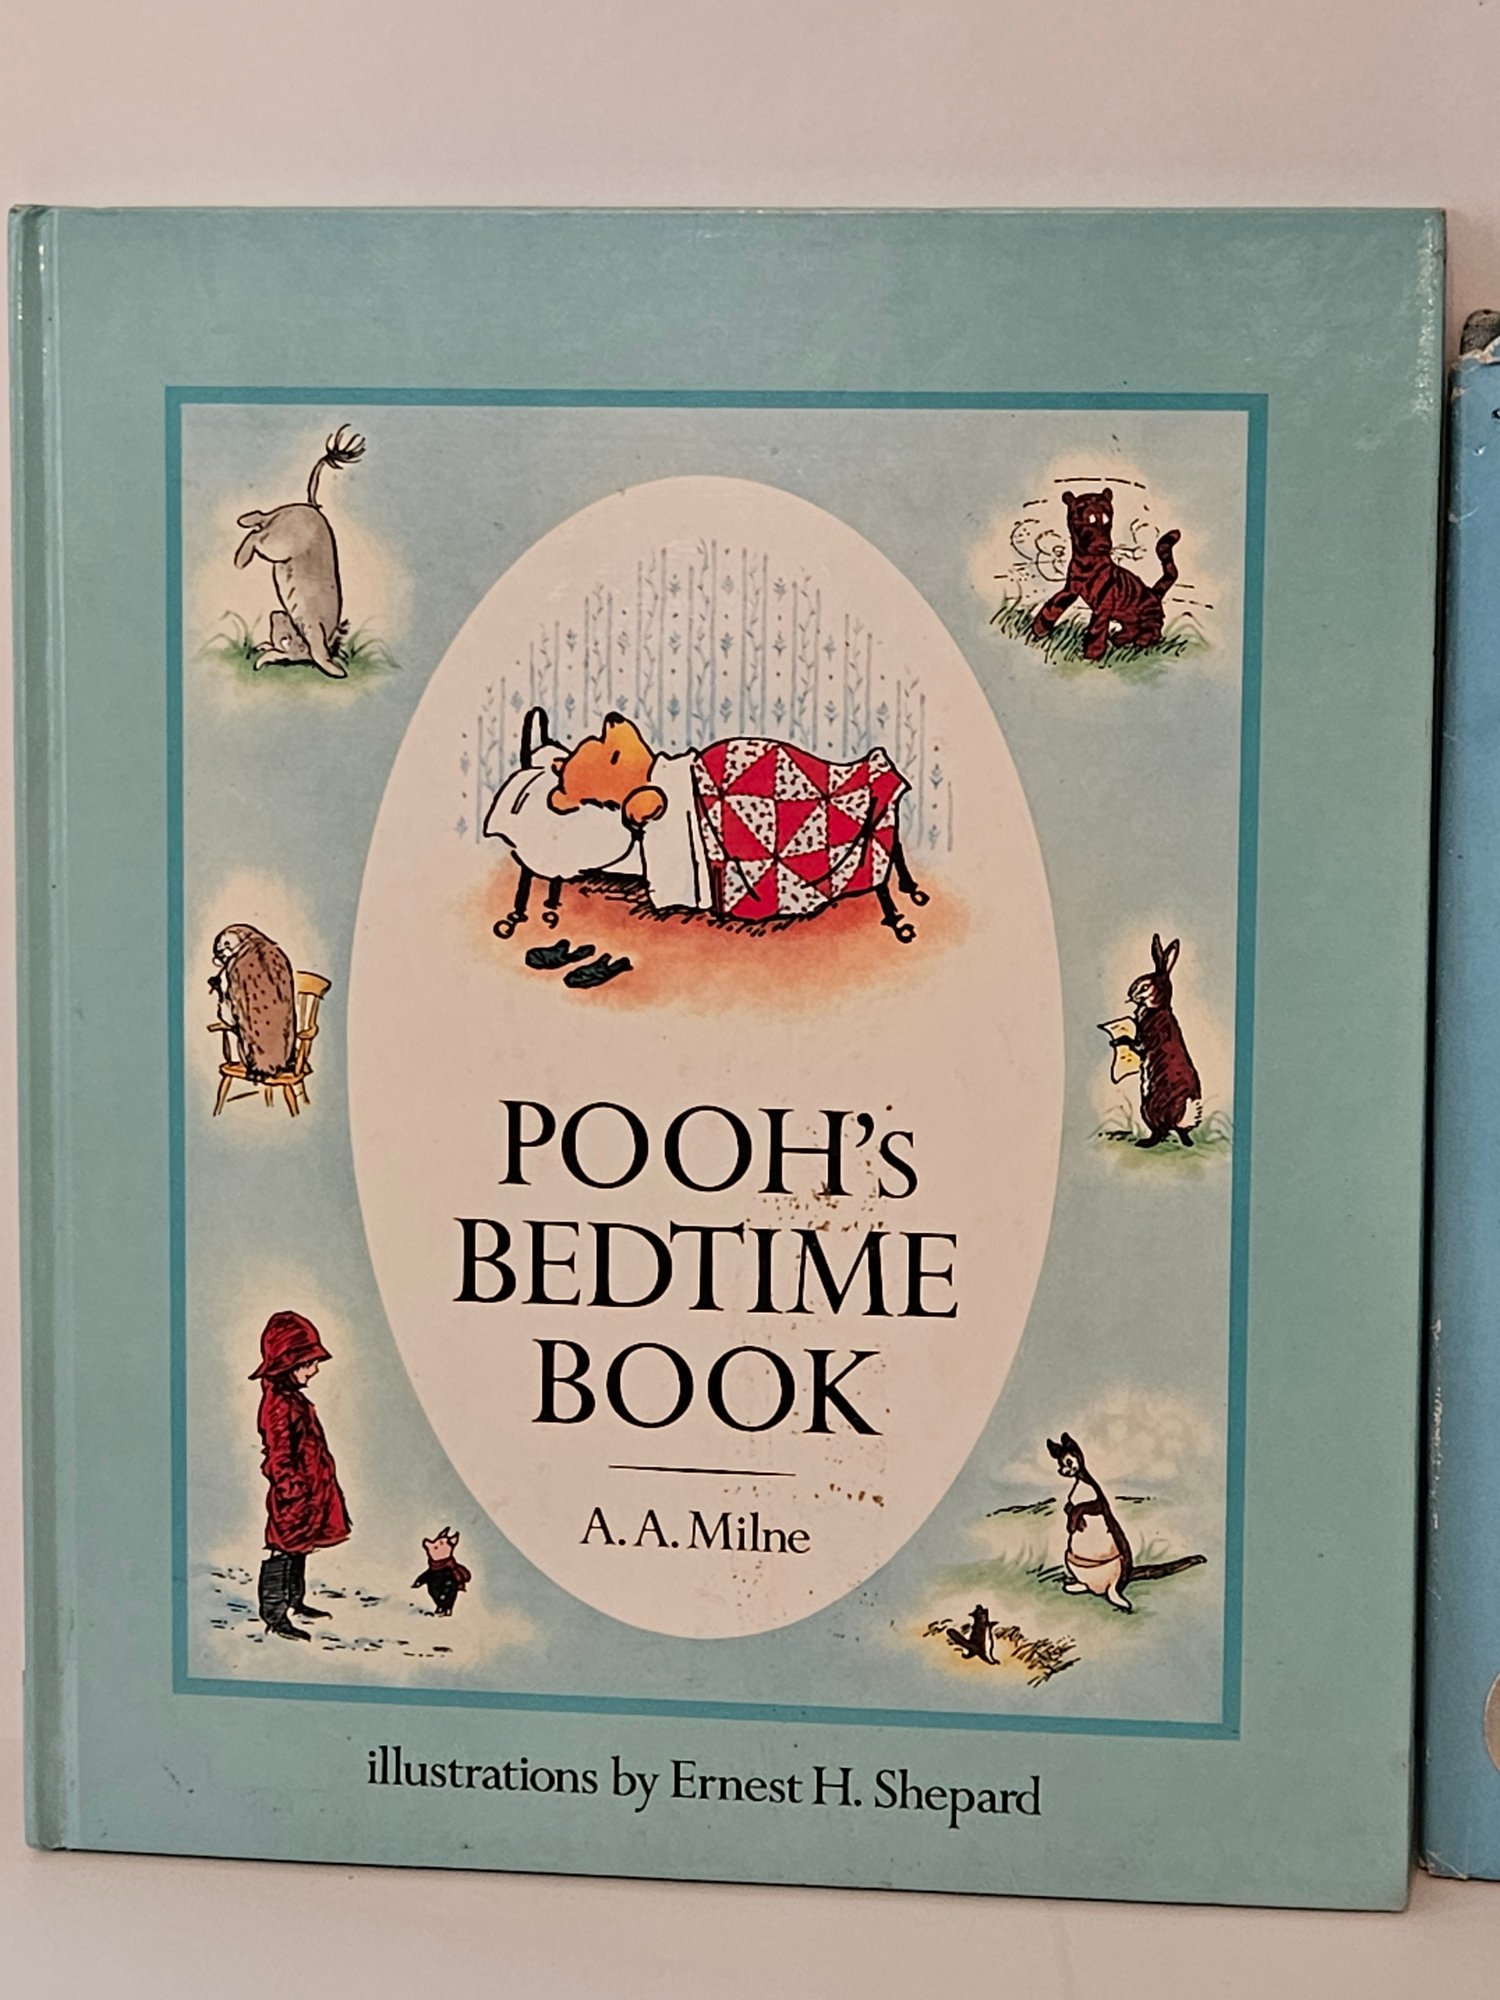 POOH'S
BEDTIME
BOOK
A. A. Milne
illustrations by Ernest H. Shepard